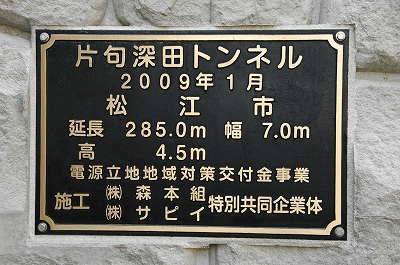 片句深田トンネル
2009年1月
松江市
延長 285.0m 幅 7.0m
高 4.5m
電源立地地域対策交付金事業
施工 ㈱森本組 ㈱サビイ 特別共同企業体